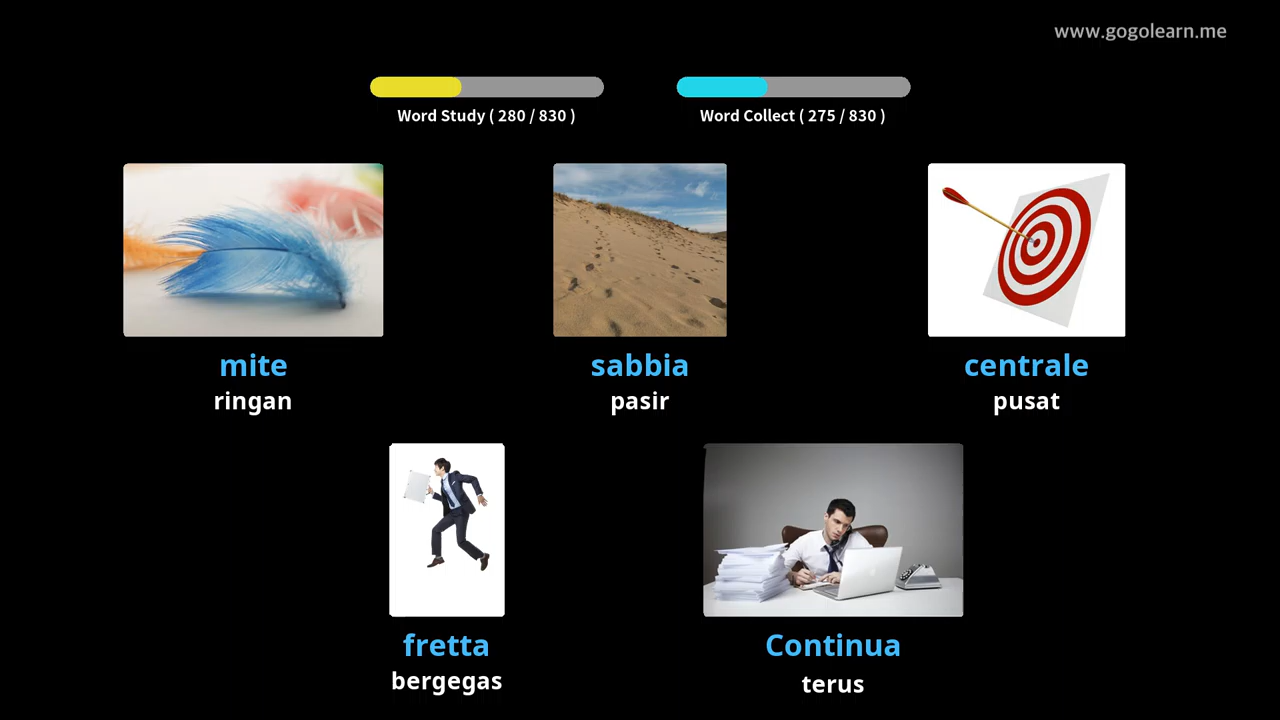 www.gogolearn.me
Word Study ( 280 / 830 )
Word Collect ( 275 / 830 )
mite
ringan
sabbia
pasir
centrale
pusat
fretta
bergegas
Continua
terus